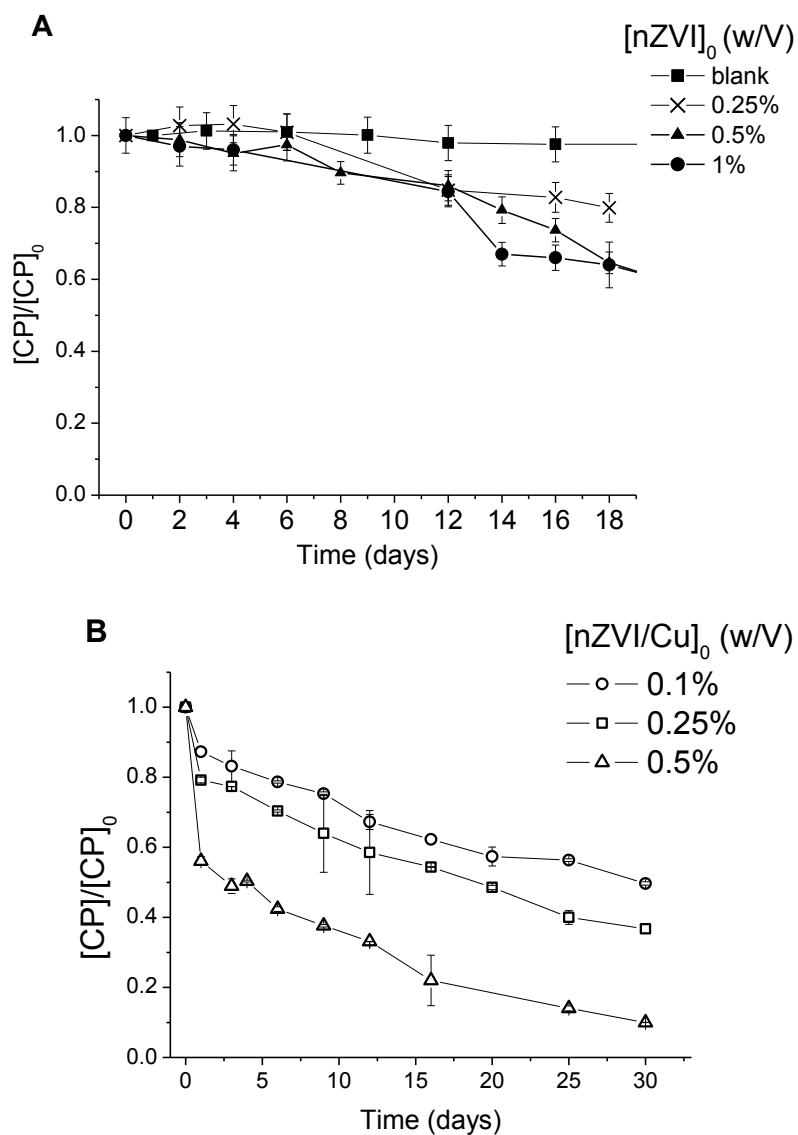 A
[nZVI]₀ (w/V)
blank
0.25%
0.5%
1%
1.0
0.8
0.6
0.4
0.2
0.0
[CP]/[CP]₀
0 2 4 6 8 10 12 14 16 18
Time (days)
B
[nZVI/Cu]₀ (w/V)
0.1%
0.25%
0.5%
1.0
0.8
0.6
0.4
0.2
0.0
[CP]/[CP]₀
0 5 10 15 20 25 30
Time (days)